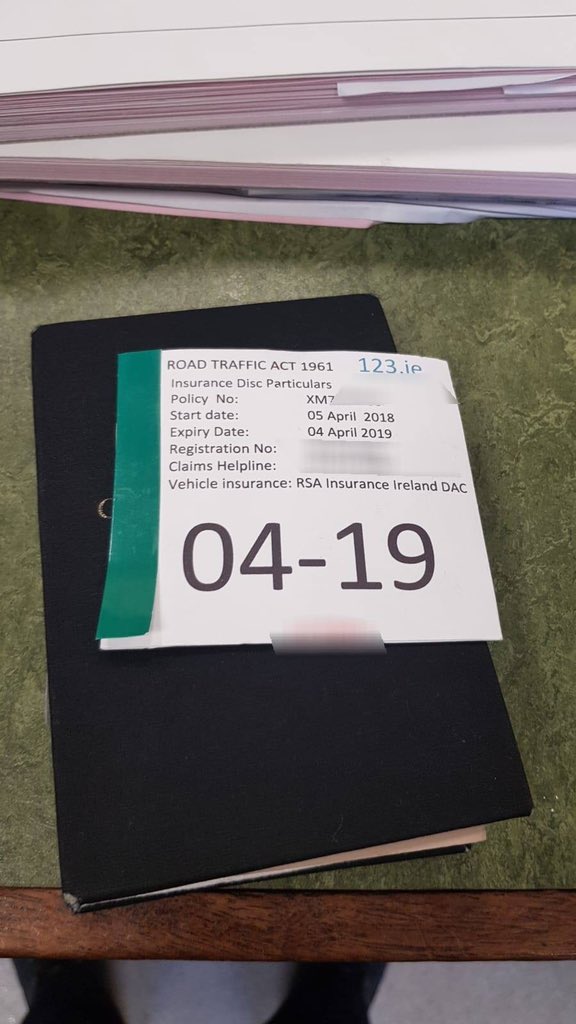 ROAD TRAFFIC ACT 1961 123.ie
Insurance Disc Particulars
Policy No: XM7
Start date: 05 April 2018
Expiry Date: 04 April 2019
Registration No:
Claims Helpline:
Vehicle insurance: RSA Insurance Ireland DAC
04-19